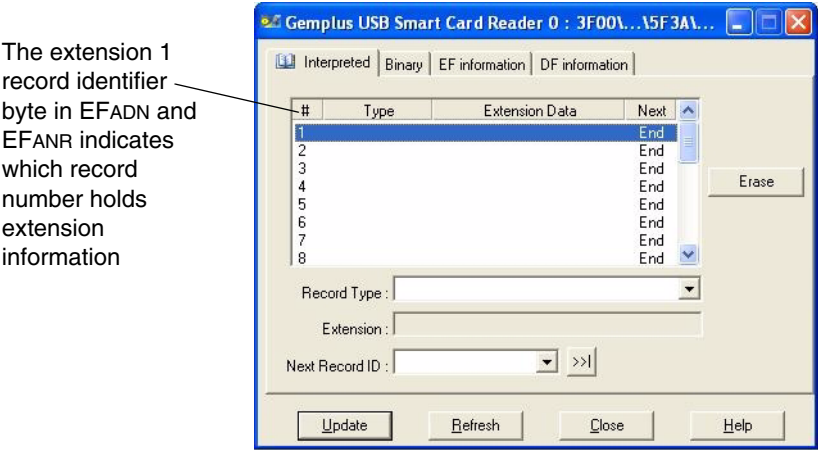 Gemplus USB Smart Card Reader 0 : 3F00\...\5F3A\...
The extension 1
record identifier
byte in EFADN and
EFANR indicates
which record
number holds
extension
information
Interpreted Binary EF information DF information
# Type Extension Data Next
1 End
2 End
3 End
4 End
5 End
6 End
7 End
8 End
Erase
Record Type :
Extension :
Next Record ID : >>|
Update Refresh Close Help